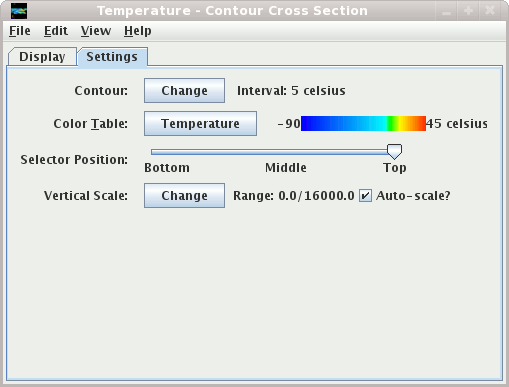 Temperature - Contour Cross Section
File Edit View Help
Display Settings
Contour: Change Interval: 5 celsius
Color Table: Temperature -90 45 celsius
Selector Position:
Bottom Middle Top
Vertical Scale: Change Range: 0.0/16000.0 Auto-scale?